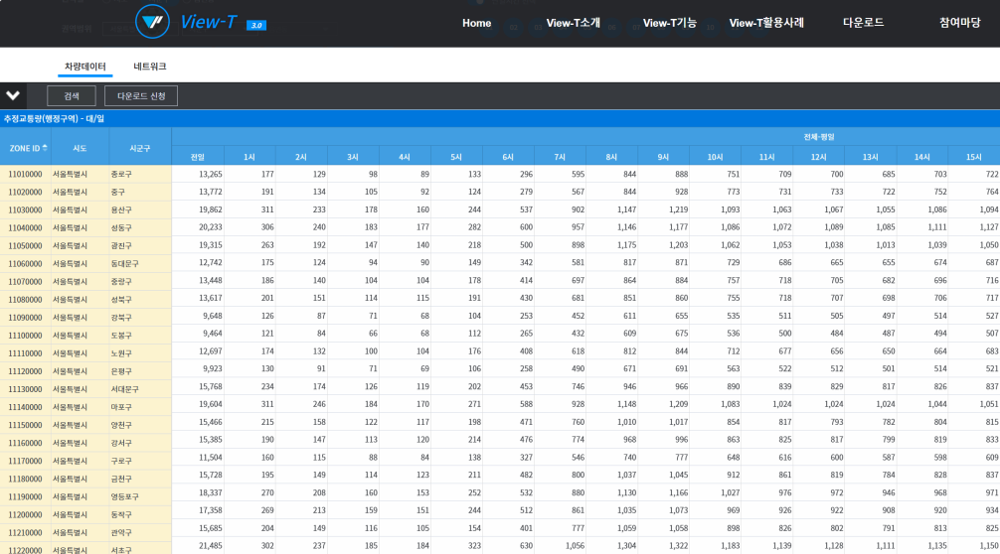 View-T 3.0
Home View-T소개 View-T기능 View-T활용사례 다운로드 참여마당
차량데이터 네트워크
검색 다운로드 신청
추정교통량(행정구역) - 대/일
전체-평일
ZONE ID 시도 시군구 전일 1시 2시 3시 4시 5시 6시 7시 8시 9시 10시 11시 12시 13시 14시 15시
11010000 서울특별시 종로구 13,265 177 129 98 89 133 296 595 844 888 751 709 700 685 703 722
11020000 서울특별시 중구 13,772 191 134 105 92 124 279 567 844 928 773 731 733 722 752 764
11030000 서울특별시 용산구 19,862 311 233 178 160 244 537 902 1,147 1,219 1,093 1,063 1,067 1,055 1,086 1,094
11040000 서울특별시 성동구 20,233 306 240 183 177 282 600 957 1,146 1,177 1,086 1,072 1,089 1,085 1,111 1,127
11050000 서울특별시 광진구 19,315 263 192 147 140 218 500 898 1,175 1,203 1,062 1,053 1,038 1,013 1,039 1,050
11060000 서울특별시 동대문구 12,742 175 124 94 90 149 342 581 817 871 729 686 665 655 674 687
11070000 서울특별시 중랑구 13,448 186 140 104 104 178 414 697 864 884 757 718 705 682 696 716
11080000 서울특별시 성북구 13,617 201 151 114 115 191 430 681 851 860 755 718 707 698 706 717
11090000 서울특별시 강북구 9,648 126 87 71 68 104 253 452 611 655 535 511 505 497 514 527
11100000 서울특별시 도봉구 9,464 121 84 66 68 112 265 432 609 675 536 500 484 487 494 507
11110000 서울특별시 노원구 12,697 174 132 100 104 176 408 618 812 844 712 677 656 650 664 683
11120000 서울특별시 은평구 9,923 130 91 71 69 106 258 490 671 691 563 522 512 501 514 521
11130000 서울특별시 서대문구 15,768 234 174 126 119 202 453 746 946 966 890 839 829 817 826 837
11140000 서울특별시 마포구 19,604 311 246 184 170 271 588 928 1,148 1,209 1,083 1,024 1,024 1,024 1,044 1,051
11150000 서울특별시 양천구 15,466 215 158 122 117 198 471 760 1,010 1,017 854 817 793 782 804 815
11160000 서울특별시 강서구 15,385 190 147 113 120 214 476 774 968 996 863 825 817 799 819 833
11170000 서울특별시 구로구 11,504 160 115 88 84 138 327 546 740 777 648 616 600 587 598 609
11180000 서울특별시 금천구 15,728 195 149 114 123 211 482 800 1,037 1,045 912 861 819 784 828 837
11190000 서울특별시 영등포구 18,337 270 208 160 153 252 532 880 1,130 1,166 1,027 976 972 946 968 971
11200000 서울특별시 동작구 17,358 269 213 159 151 244 512 861 1,035 1,073 969 926 922 908 920 934
11210000 서울특별시 관악구 15,685 204 149 116 105 154 401 777 1,059 1,058 898 826 802 791 813 825
11220000 서울특별시 서초구 21,485 302 237 185 184 323 630 1,056 1,304 1,322 1,183 1,139 1,128 1,111 1,135 1,150